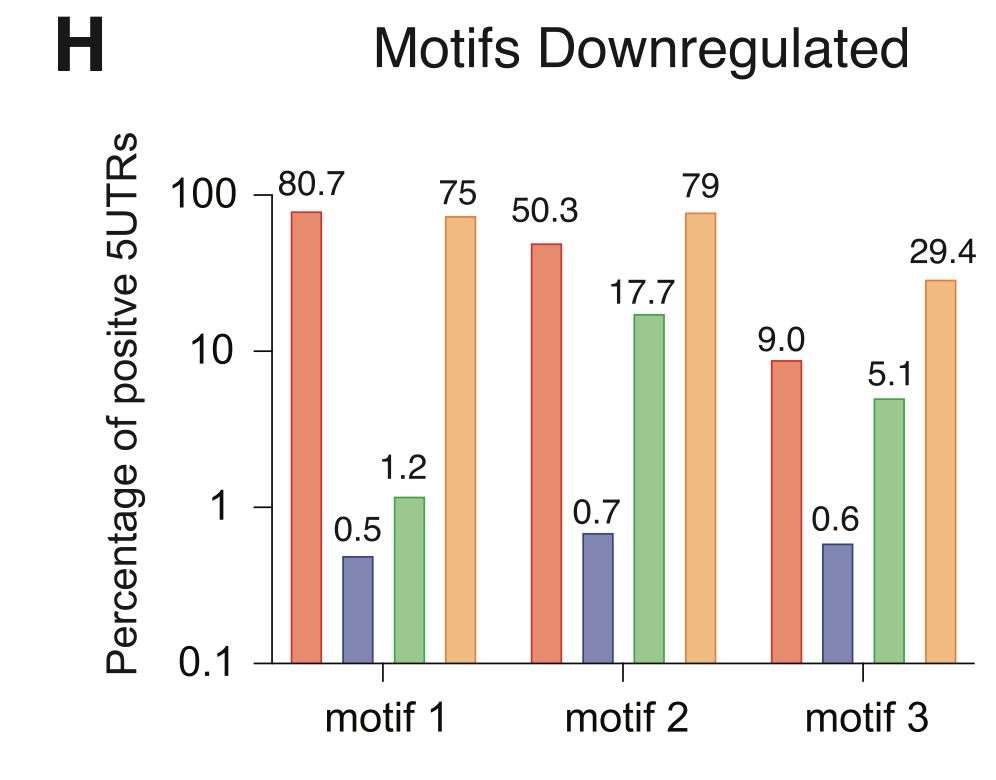 H
Motifs Downregulated
Percentage of positve 5UTRs
100
10
1
0.1
80.7
0.5
1.2
75
50.3
0.7
17.7
79
9.0
0.6
5.1
29.4
motif 1
motif 2
motif 3